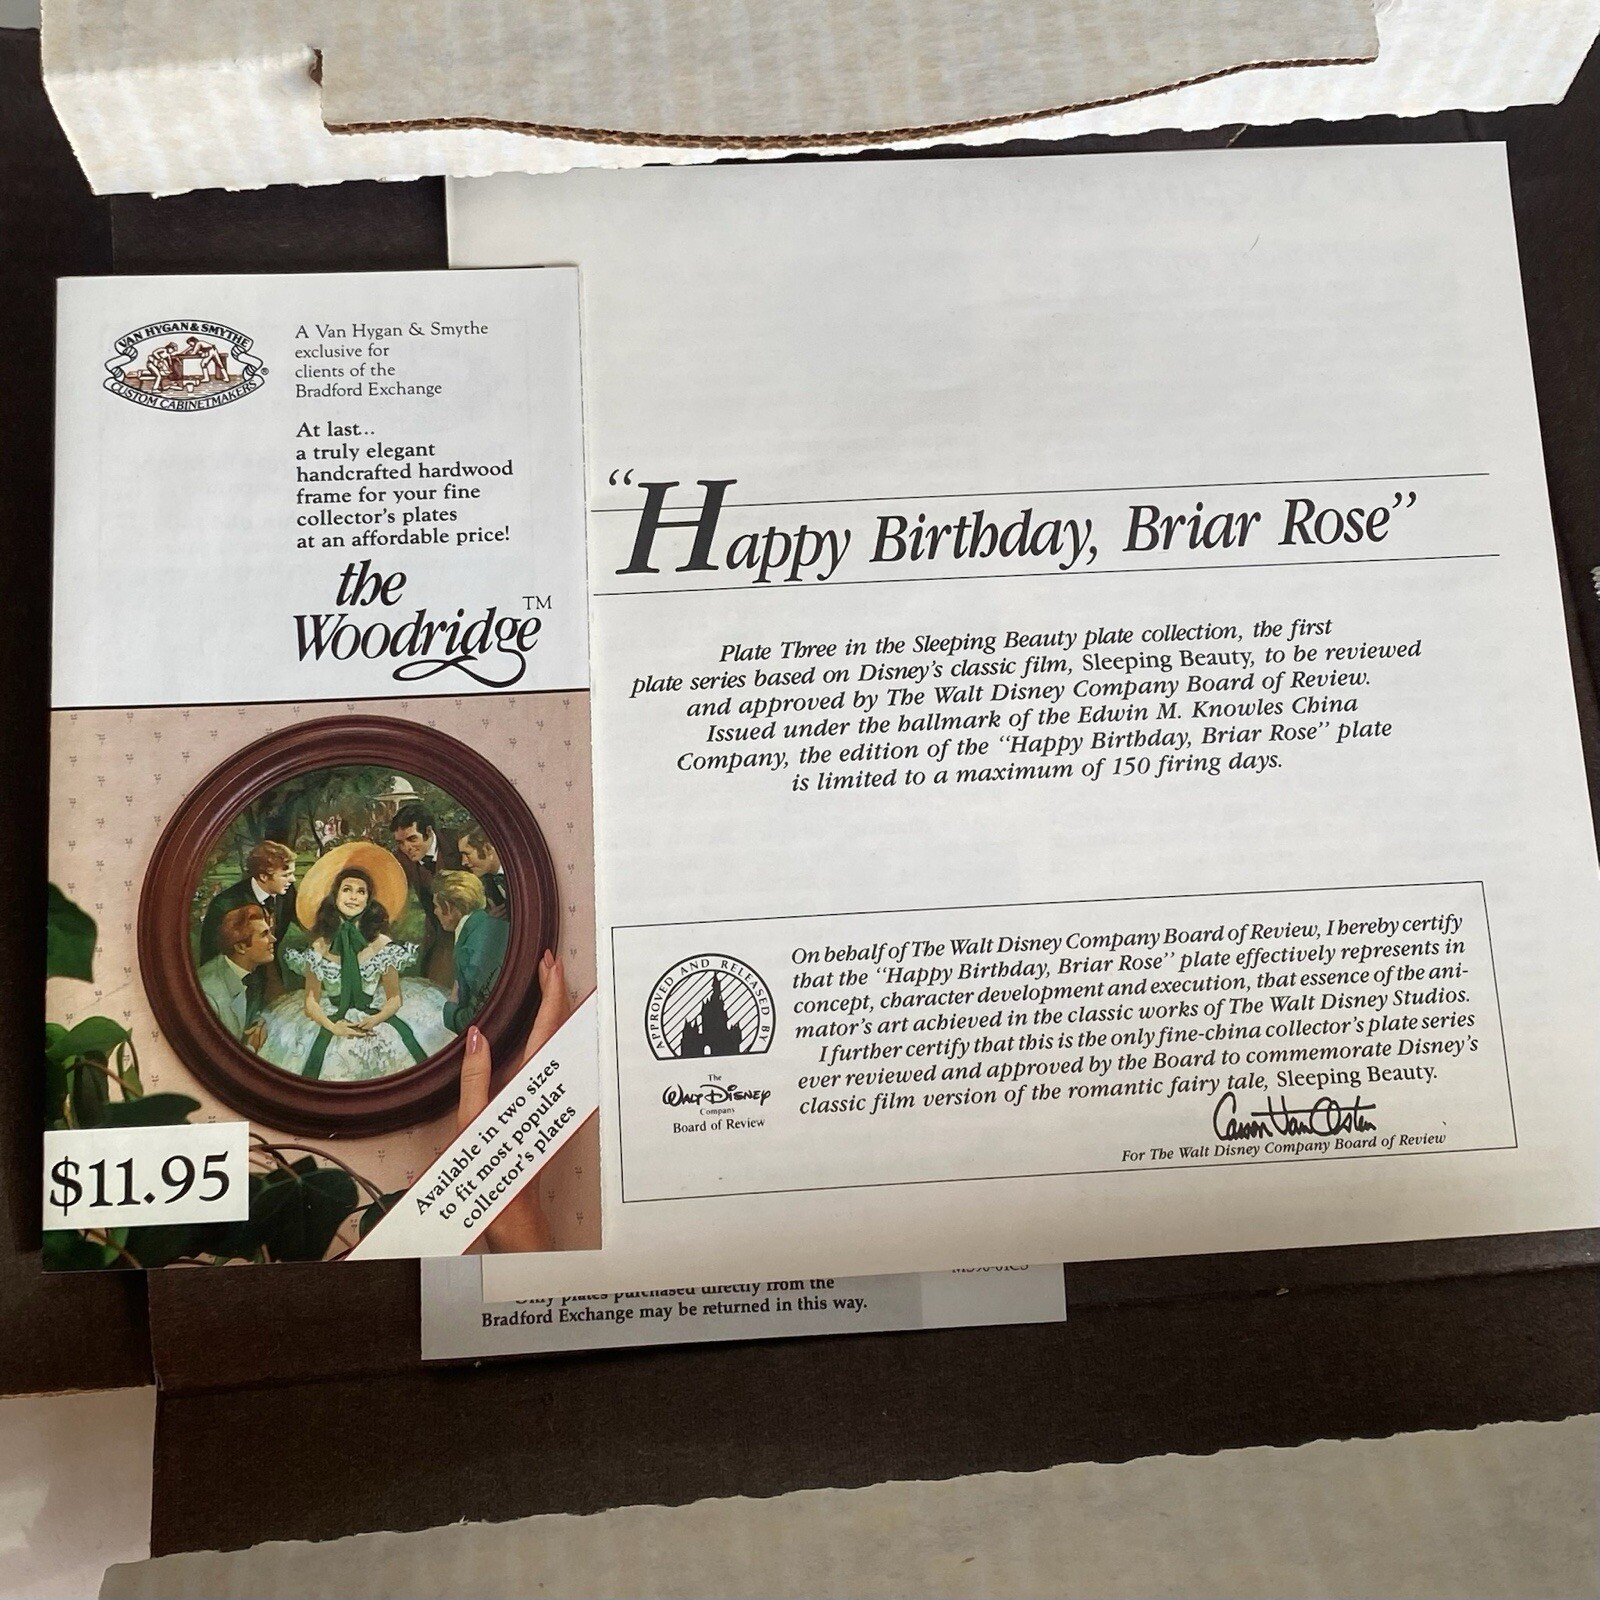 VAN HYGAN & SMYTHE
CUSTOM CABINETMAKERS
®
A Van Hygan & Smythe
exclusive for
clients of the
Bradford Exchange
At last...
a truly elegant
handcrafted hardwood
frame for your fine
collector's plates
at an affordable price!
the
Woodridge™
Available in two sizes
to fit most popular
collector's plates
$11.95
“Happy Birthday, Briar Rose”
Plate Three in the Sleeping Beauty plate collection, the first
plate series based on Disney's classic film, Sleeping Beauty, to be reviewed
and approved by The Walt Disney Company Board of Review.
Issued under the hallmark of the Edwin M. Knowles China
Company, the edition of the “Happy Birthday, Briar Rose” plate
is limited to a maximum of 150 firing days.
APPROVED AND RELEASED BY
The
Walt Disney
Company
Board of Review
On behalf of The Walt Disney Company Board of Review, I hereby certify
that the “Happy Birthday, Briar Rose” plate effectively represents in
concept, character development and execution, that essence of the ani-
mator's art achieved in the classic works of The Walt Disney Studios.
I further certify that this is the only fine-china collector's plate series
ever reviewed and approved by the Board to commemorate Disney's
classic film version of the romantic fairy tale, Sleeping Beauty.
Carson Van Osten
For The Walt Disney Company Board of Review
Only plates purchased directly from the
Bradford Exchange may be returned in this way.